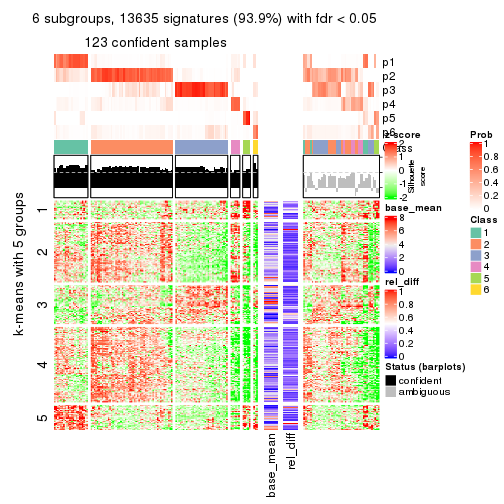 6 subgroups, 13635 signatures (93.9%) with fdr < 0.05
123 confident samples
p1
p2
p3
p4
p5
p6
Class
z-score
2
1
0
-1
-2
Silhouette
score
k-means with 5 groups
1
2
3
4
5
base_mean
8
6
4
2
0
rel_diff
1
0.8
0.6
0.4
0.2
0
Status (barplots)
confident
ambiguous
Prob
1
0.8
0.6
0.4
0.2
0
Class
1
2
3
4
5
6
base_mean
rel_diff